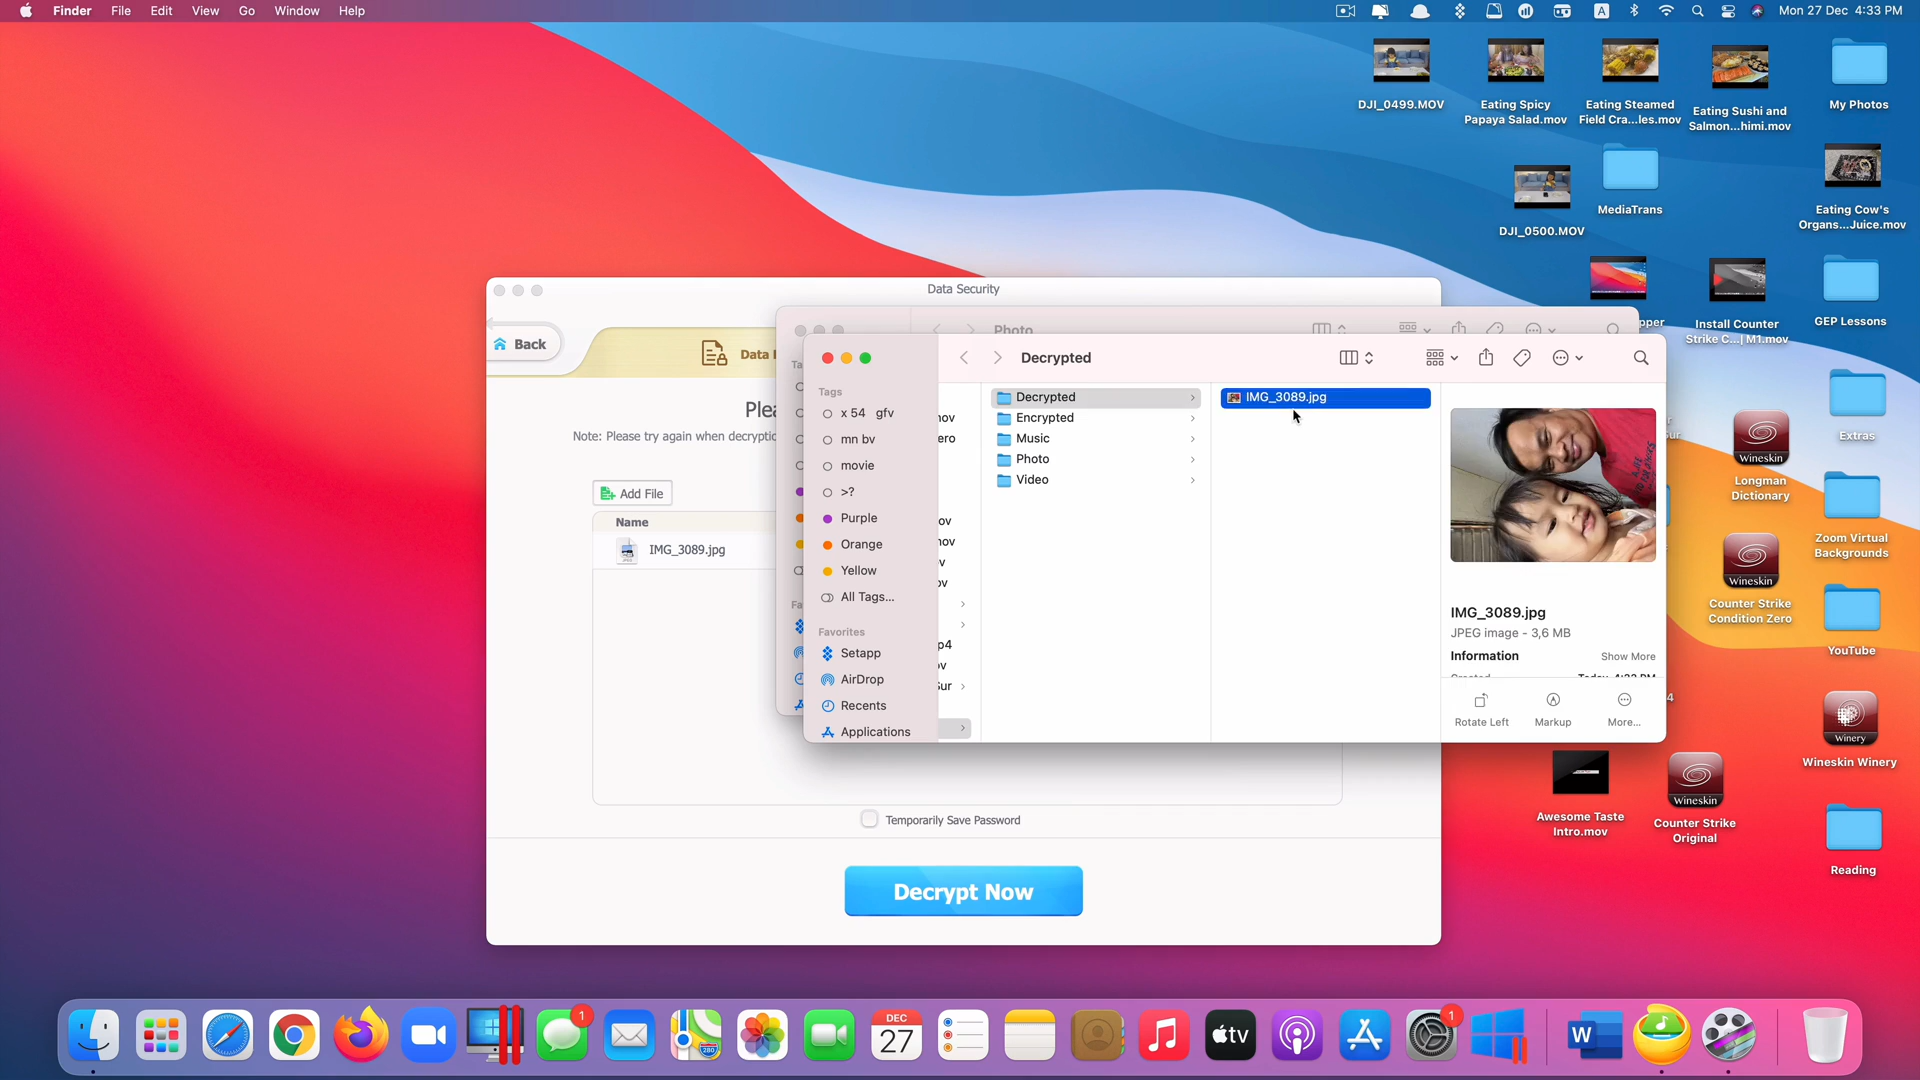 Finder File Edit View Go Window Help
A Mon 27 Dec 4:33 PM
DJI_0499.MOV
Eating Spicy
Papaya Salad.mov
Eating Steamed
Field Cra...les.mov
Eating Sushi and
Salmon...himi.mov
My Photos
DJI_0500.MOV
MediaTrans
Eating Cow's
Organs...Juice.mov
Install Counter
Strike C...| M1.mov
GEP Lessons
Wineskin
Longman
Dictionary
Extras
Wineskin
Counter Strike
Condition Zero
Zoom Virtual
Backgrounds
YouTube
Winery
Wineskin Winery
Awesome Taste
Intro.mov
Wineskin
Counter Strike
Original
Reading
Data Security
Back
Data
Note: Please try again when decryptic
Add File
Name
IMG_3089.jpg
Temporarily Save Password
Decrypt Now
Photo
Decrypted
Tags
x 54 gfv
mn bv
movie
>?
Purple
Orange
Yellow
All Tags...
Favorites
Setapp
AirDrop
Recents
Applications
Decrypted
Encrypted
Music
Photo
Video
IMG_3089.jpg
IMG_3089.jpg
JPEG image - 3,6 MB
Information Show More
Rotate Left
Markup
More...
1
280
DEC
27
tv
1
W